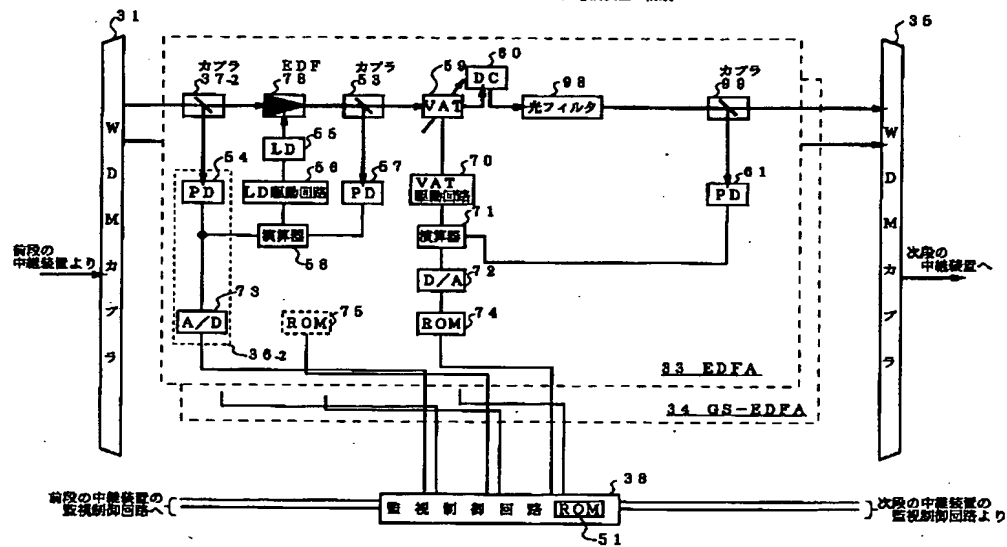 31
35
60
59
カプラ
37-2
EDF
78
カプラ
53
VAT
DC
98
光フィルタ
カプラ
99
WDMカプラ
WDMカプラ
54
PD
LD
55
56
LD駆動回路
57
PD
70
VAT
駆動回路
61
PD
演算器
58
71
演算器
前段の
中継装置より
次段の
中継装置へ
D/A
72
73
A/D
ROM
75
ROM
74
36-2
33 EDFA
34 GS-EDFA
前段の中継装置の
監視制御回路へ
監視制御回路
ROM
38
51
次段の中継装置の
監視制御回路より